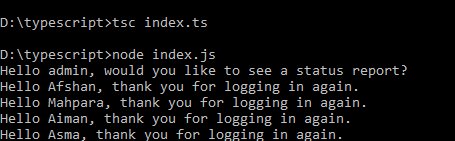 D:\typescript>tsc index.ts
D:\typescript>node index.js
Hello admin, would you like to see a status report?
Hello Afshan, thank you for logging in again.
Hello Mahpara, thank you for logging in again.
Hello Aiman, thank you for logging in again.
Hello Asma, thank you for logging in again.